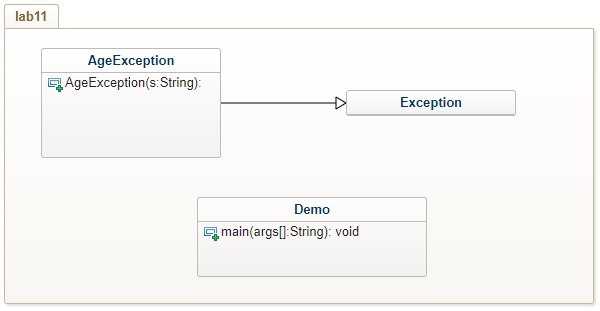 lab11
AgeException
AgeException(s:String):
Exception
Demo
main(args[]:String): void